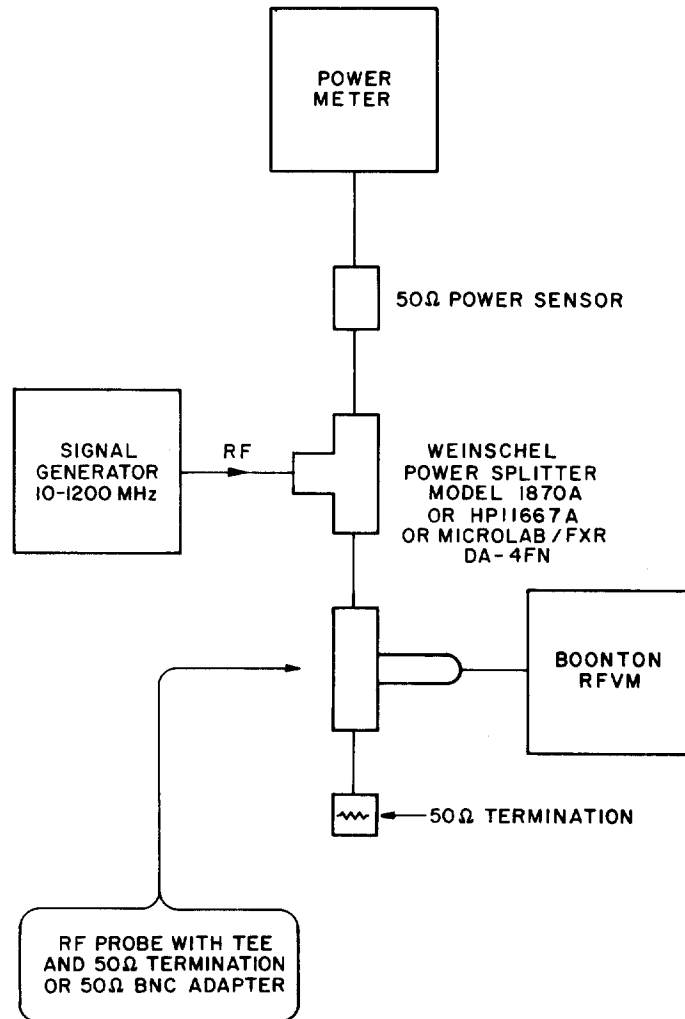 POWER
METER
50Ω POWER SENSOR
SIGNAL
GENERATOR
10-1200 MHz
RF
WEINSCHEL
POWER SPLITTER
MODEL 1870A
OR HP11667A
OR MICROLAB/FXR
DA-4FN
BOONTON
RFVM
50Ω TERMINATION
RF PROBE WITH TEE
AND 50Ω TERMINATION
OR 50Ω BNC ADAPTER